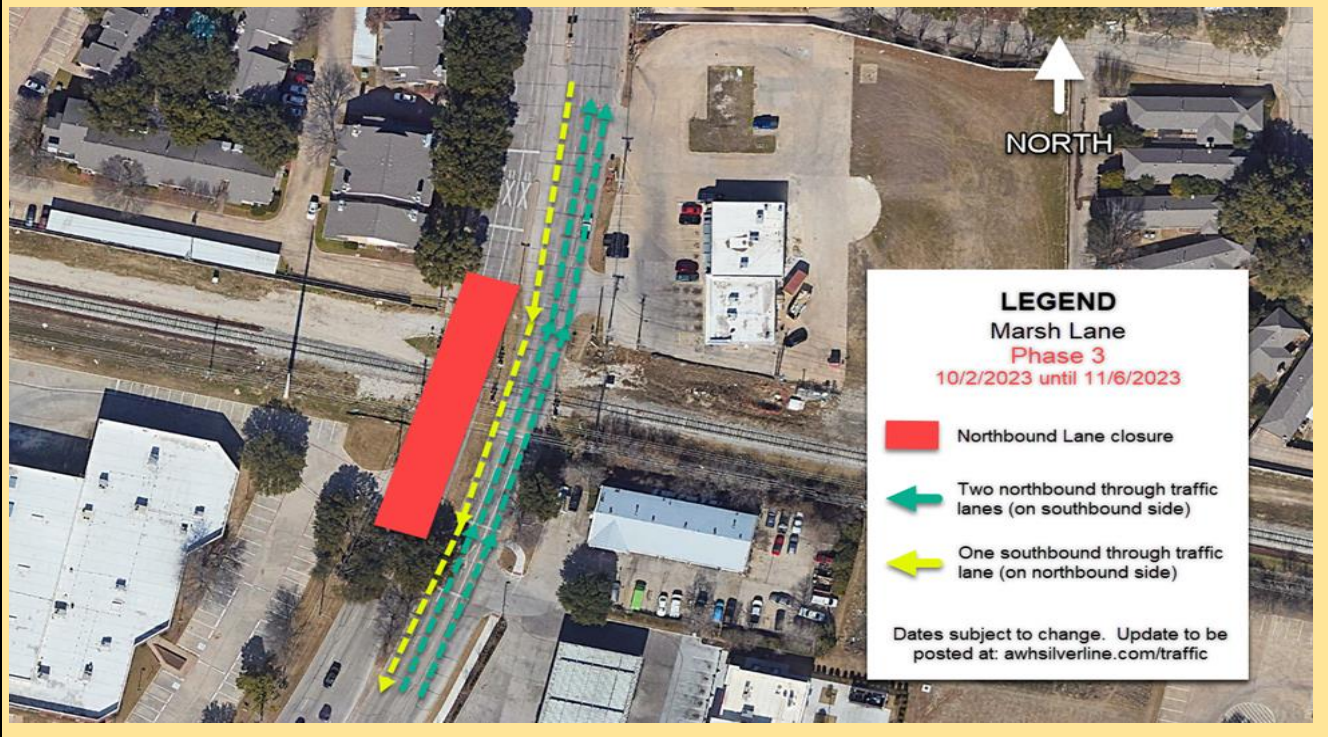 NORTH
LEGEND
Marsh Lane
Phase 3
10/2/2023 until 11/6/2023
Northbound Lane closure
Two northbound through traffic
lanes (on southbound side)
One southbound through traffic
lane (on northbound side)
Dates subject to change. Update to be
posted at: awhsilverline.com/traffic